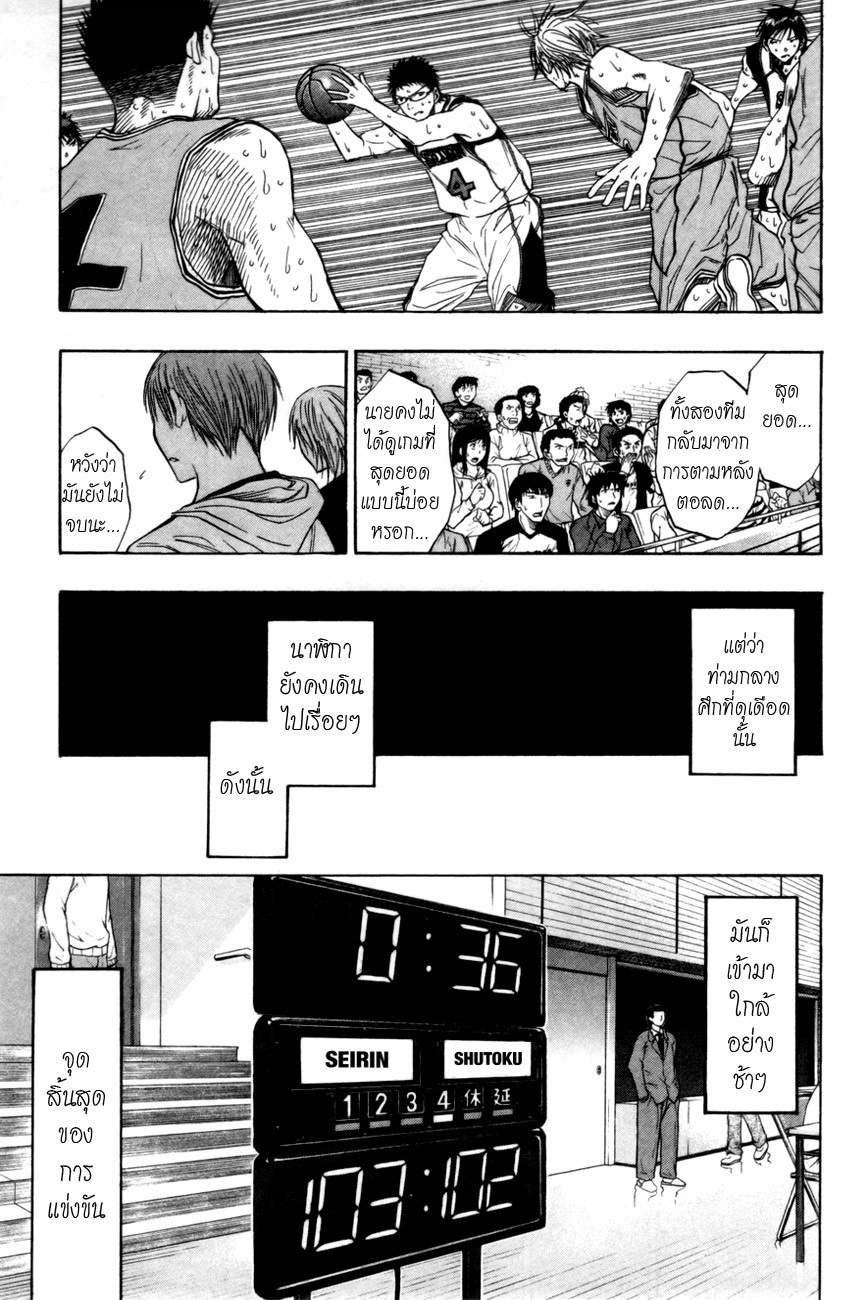 4
สุด
ยอด...
ทั้งสองทีม
กลับมาจาก
การตามหลัง
ตอลด...
นายคงไม่
ได้ดูเกมที่
สุดยอด
แบบนี้บ่อย
หรอก...
หวังว่า
มันยังไม่
จบนะ...
แต่ว่า
ท่ามกลาง
ศึกที่ดุเดือด
นั้น
นาฬิกา
ยังคงเดิน
ไปเรื่อยๆ
ดังนั้น
มันก็
เข้ามา
ใกล้
อย่าง
ช้าๆ
0:36
SEIRIN SHUTOKU
1 2 3 4 休 延
103:02
จุด
สิ้นสุด
ของ
การ
แข่งขัน